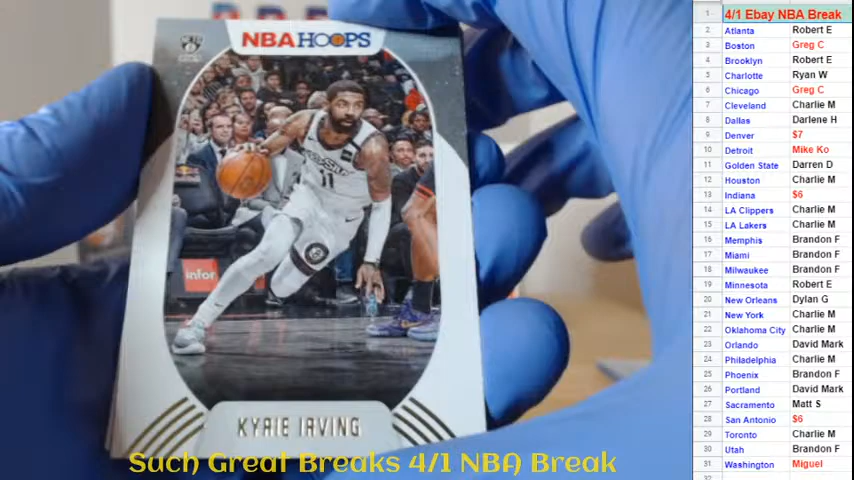 NBA HOOPS
NETS
11
infor
KYRIE IRVING
Such Great Breaks 4/1 NBA Break
1 4/1 Ebay NBA Break
2 Atlanta Robert E
3 Boston Greg C
4 Brooklyn Robert E
5 Charlotte Ryan W
6 Chicago Greg C
7 Cleveland Charlie M
8 Dallas Darlene H
9 Denver $7
10 Detroit Mike Ko
11 Golden State Darren D
12 Houston Charlie M
13 Indiana $6
14 LA Clippers Charlie M
15 LA Lakers Charlie M
16 Memphis Brandon F
17 Miami Brandon F
18 Milwaukee Brandon F
19 Minnesota Robert E
20 New Orleans Dylan G
21 New York Charlie M
22 Oklahoma City Charlie M
23 Orlando David Mark
24 Philadelphia Charlie M
25 Phoenix Brandon F
26 Portland David Mark
27 Sacramento Matt S
28 San Antonio $6
29 Toronto Charlie M
30 Utah Brandon F
31 Washington Miguel